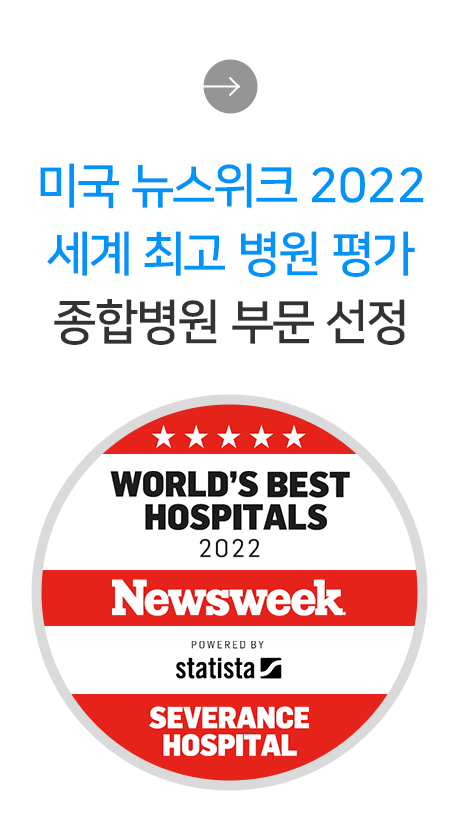 미국 뉴스위크 2022
세계 최고 병원 평가
종합병원 부문 선정
WORLD'S BEST
HOSPITALS
2022
Newsweek
POWERED BY
statista
SEVERANCE
HOSPITAL